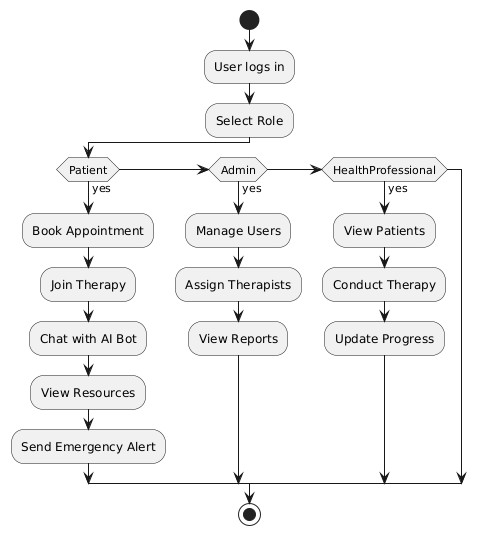 User logs in
Select Role
Patient
Admin
HealthProfessional
yes
yes
yes
Book Appointment
Manage Users
View Patients
Join Therapy
Assign Therapists
Conduct Therapy
Chat with AI Bot
View Reports
Update Progress
View Resources
Send Emergency Alert